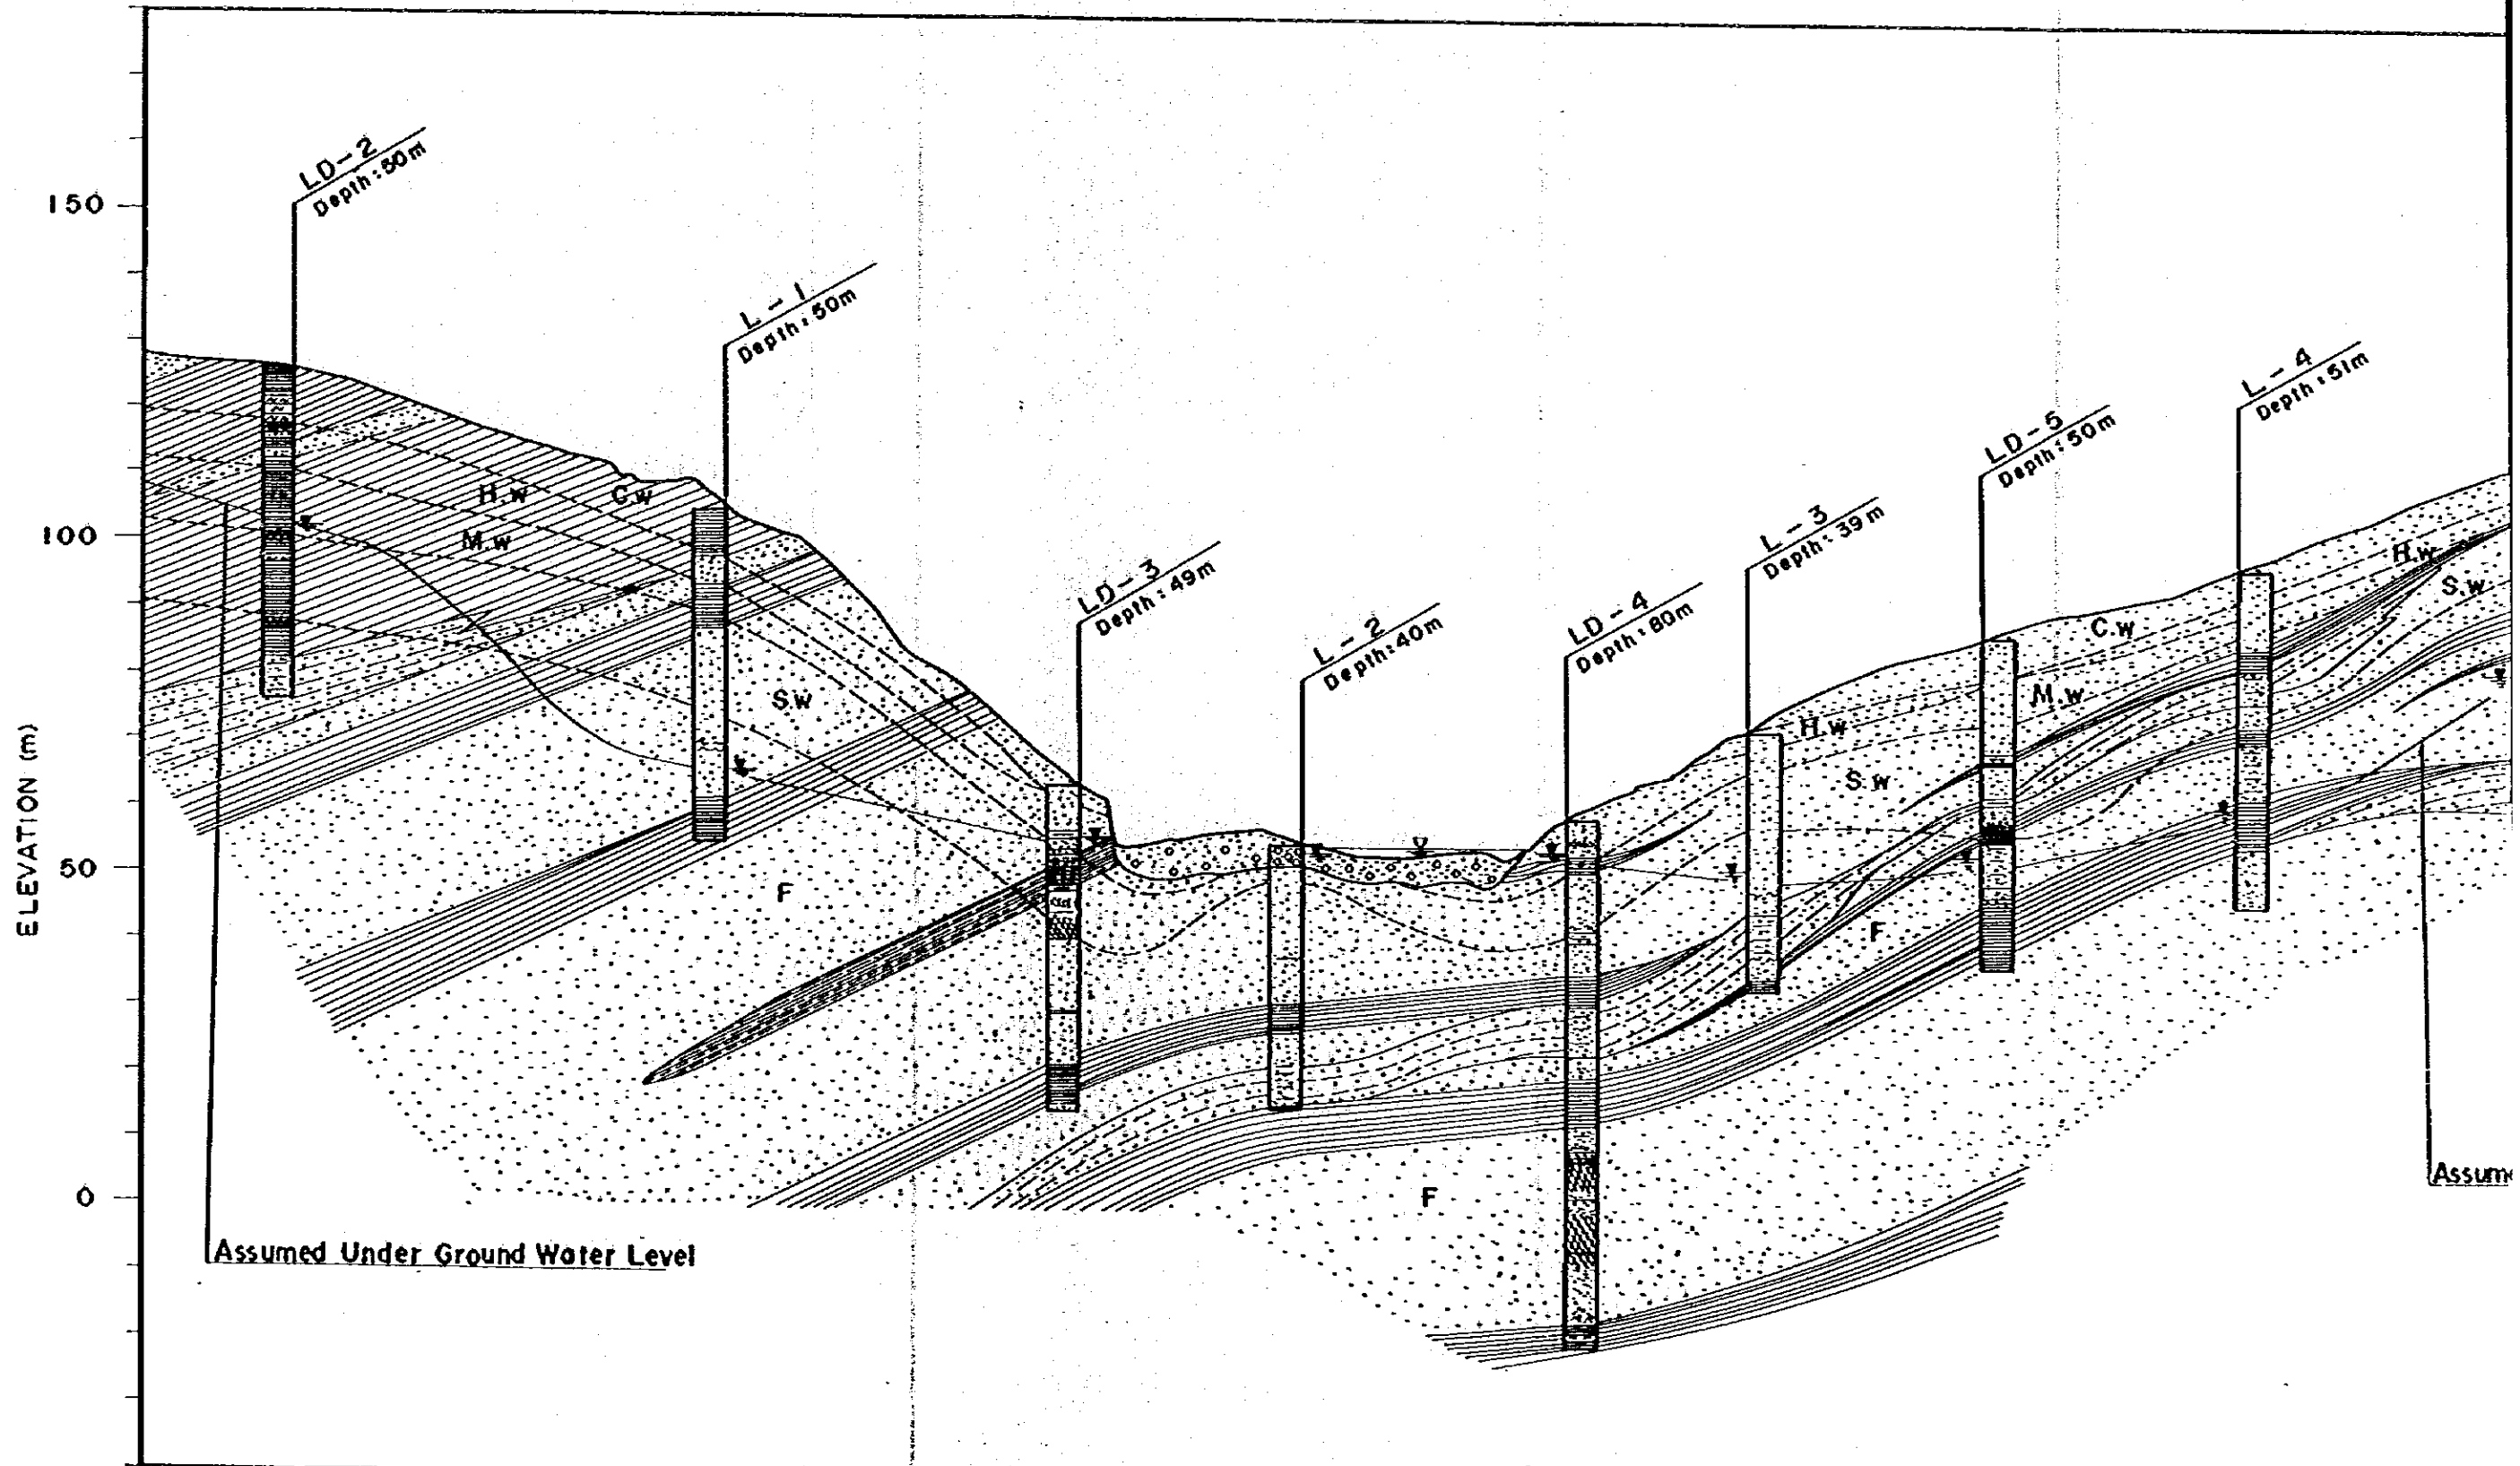 LD-2
Depth:50m
150
L-1
Depth:50m
L-4
Depth:51m
LD-5
Depth:50m
L-3
Depth:39m
H.w
C.w
100
M.w
LD-3
Depth:49m
L-2
Depth:40m
LD-4
Depth:80m
H.w
S.w
C.w
S.w
M.w
H.w
S.w
ELEVATION (m)
50
F
F
0
F
Assum
Assumed Under Ground Water Level